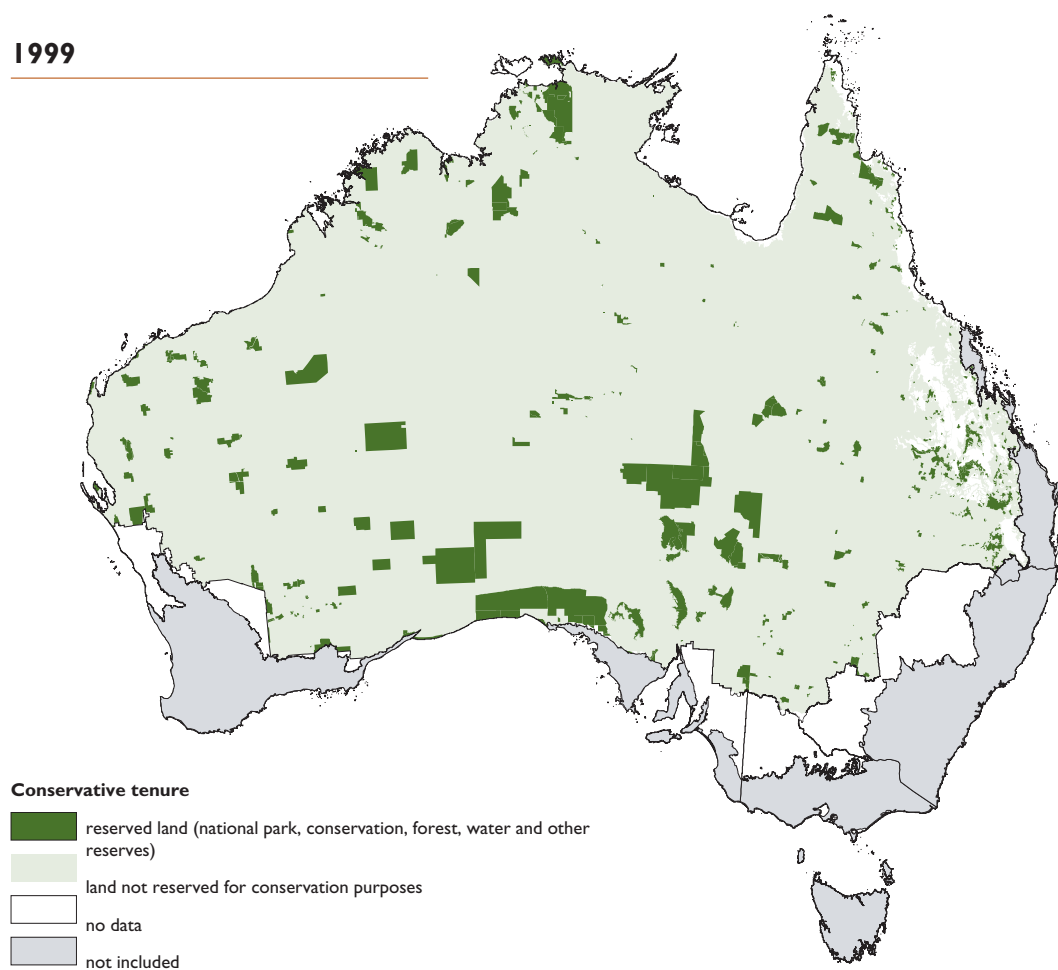 1999
Conservative tenure
reserved land (national park, conservation, forest, water and other
reserves)
land not reserved for conservation purposes
no data
not included